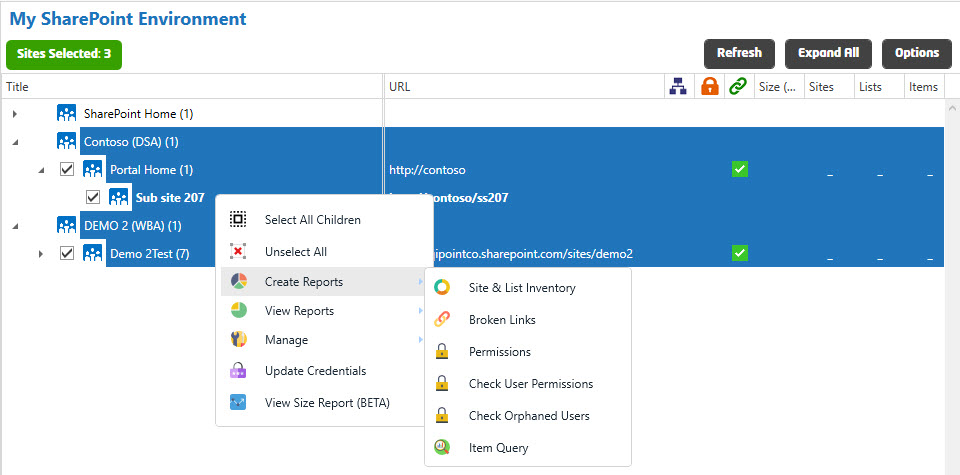 My SharePoint Environment
Sites Selected: 3
Refresh
Expand All
Options
Title URL Size (... Sites Lists Items
SharePoint Home (1)
Contoso (DSA) (1)
Portal Home (1) http://contoso _ _ _
Sub site 207 contoso/ss207
DEMO 2 (WBA) (1)
Demo 2Test (7) gipointco.sharepoint.com/sites/demo2 _ _ _
Select All Children
Unselect All
Create Reports
View Reports
Manage
Update Credentials
View Size Report (BETA)
Site & List Inventory
Broken Links
Permissions
Check User Permissions
Check Orphaned Users
Item Query